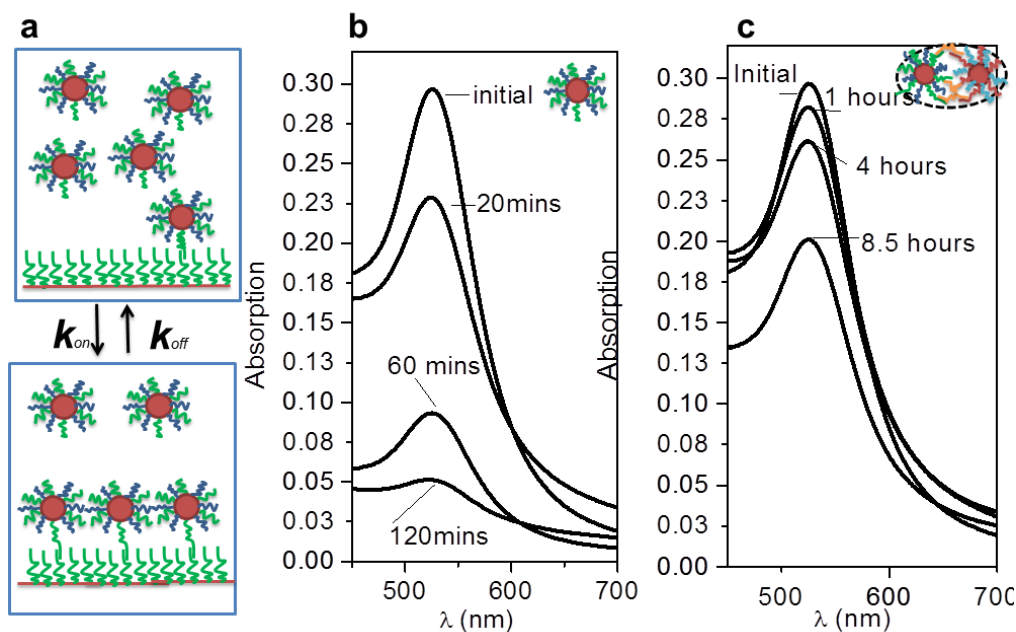 a
k on
k off
b
Absorption
0.30
0.28
0.25
0.23
0.20
0.18
0.15
0.13
0.10
0.08
0.05
0.03
0.00
initial
20mins
60 mins
120mins
500
600
700
λ (nm)
c
Absorption
0.30
0.28
0.25
0.23
0.20
0.18
0.15
0.13
0.10
0.08
0.05
0.03
0.00
Initial
1 hours
4 hours
8.5 hours
500
600
700
λ (nm)